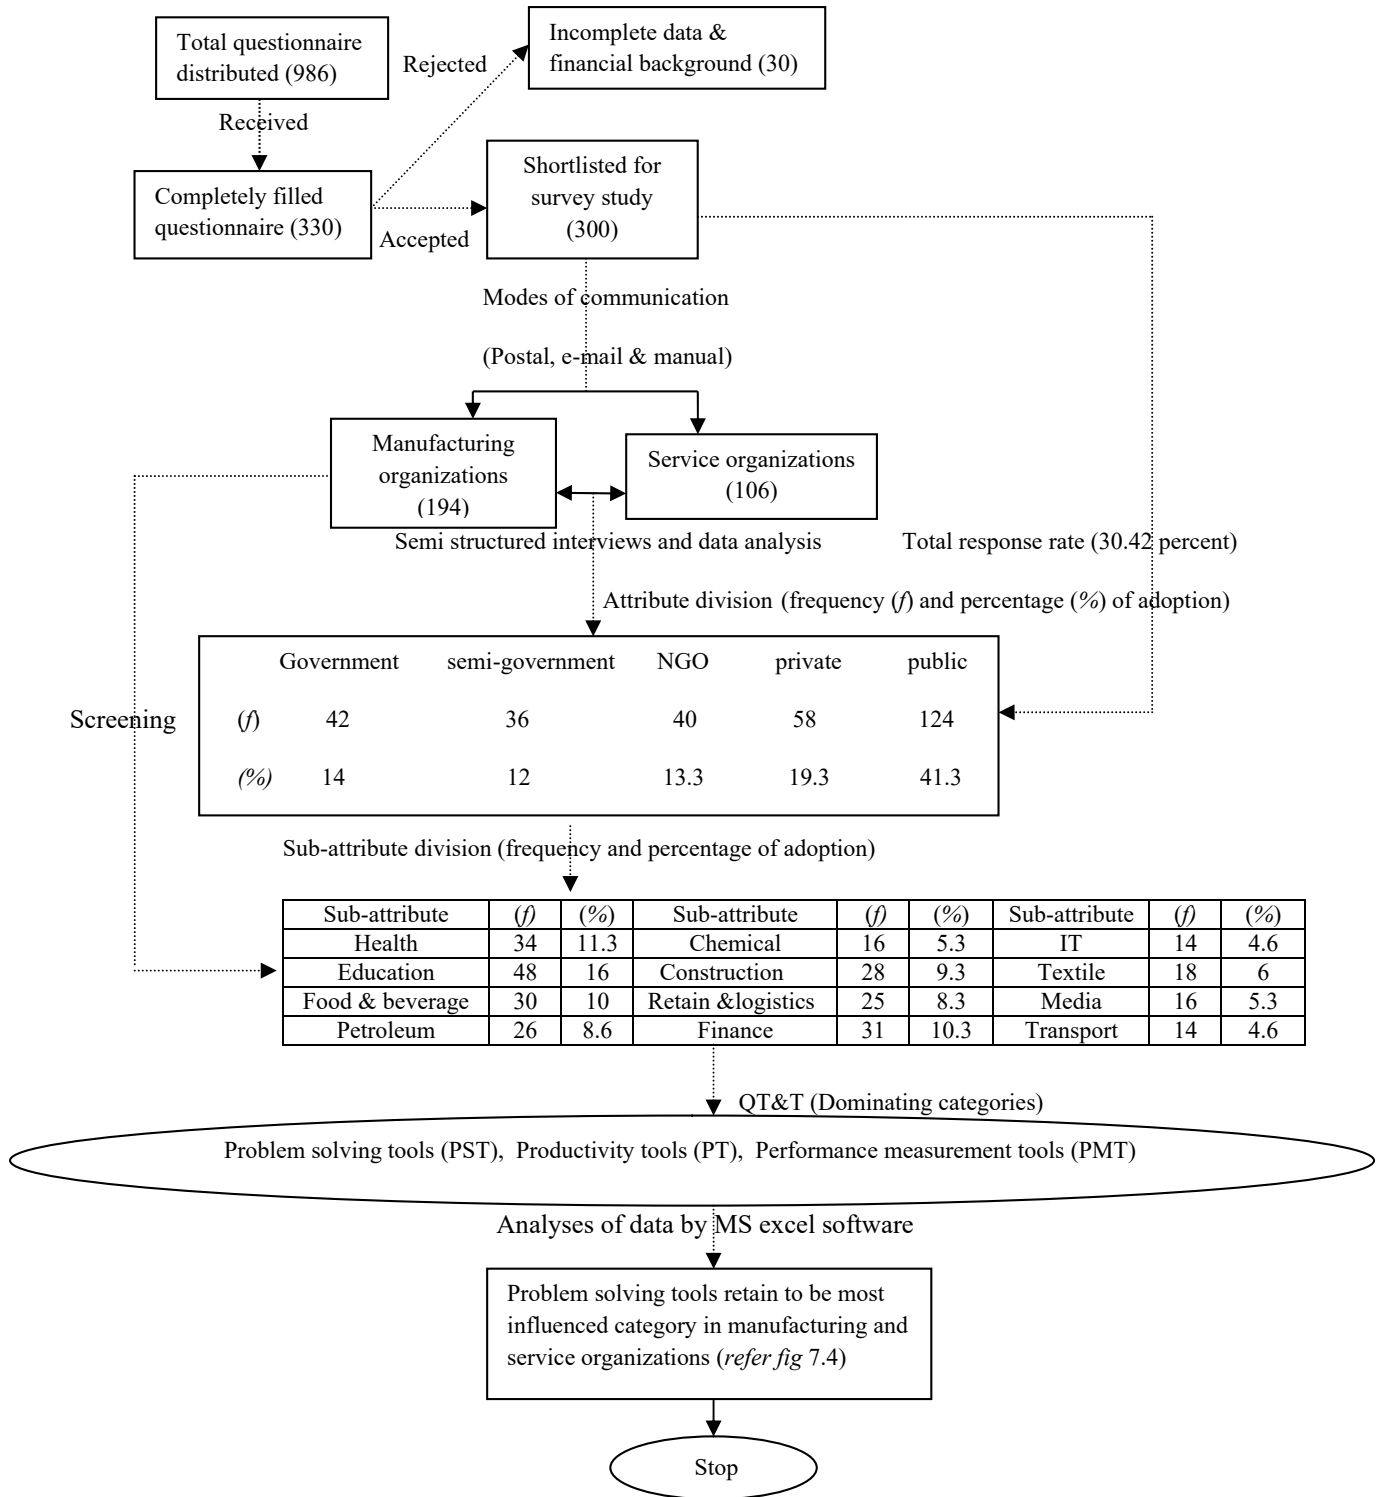 Total questionnaire
distributed (986)
Incomplete data &
financial background (30)
Rejected
Received
Completely filled
questionnaire (330)
Accepted
Shortlisted for
survey study
(300)
Modes of communication
(Postal, e-mail & manual)
Manufacturing
organizations
(194)
Service organizations
(106)
Semi structured interviews and data analysis
Total response rate (30.42 percent)
Attribute division (frequency (f) and percentage (%) of adoption)
Government semi-government NGO private public
Screening
(f) 42 36 40 58 124
(%) 14 12 13.3 19.3 41.3
Sub-attribute division (frequency and percentage of adoption)
Sub-attribute (f) (%) Sub-attribute (f) (%) Sub-attribute (f) (%)
Health 34 11.3 Chemical 16 5.3 IT 14 4.6
Education 48 16 Construction 28 9.3 Textile 18 6
Food & beverage 30 10 Retain &logistics 25 8.3 Media 16 5.3
Petroleum 26 8.6 Finance 31 10.3 Transport 14 4.6
QT&T (Dominating categories)
Problem solving tools (PST), Productivity tools (PT), Performance measurement tools (PMT)
Analyses of data by MS excel software
Problem solving tools retain to be most
influenced category in manufacturing and
service organizations (refer fig 7.4)
Stop